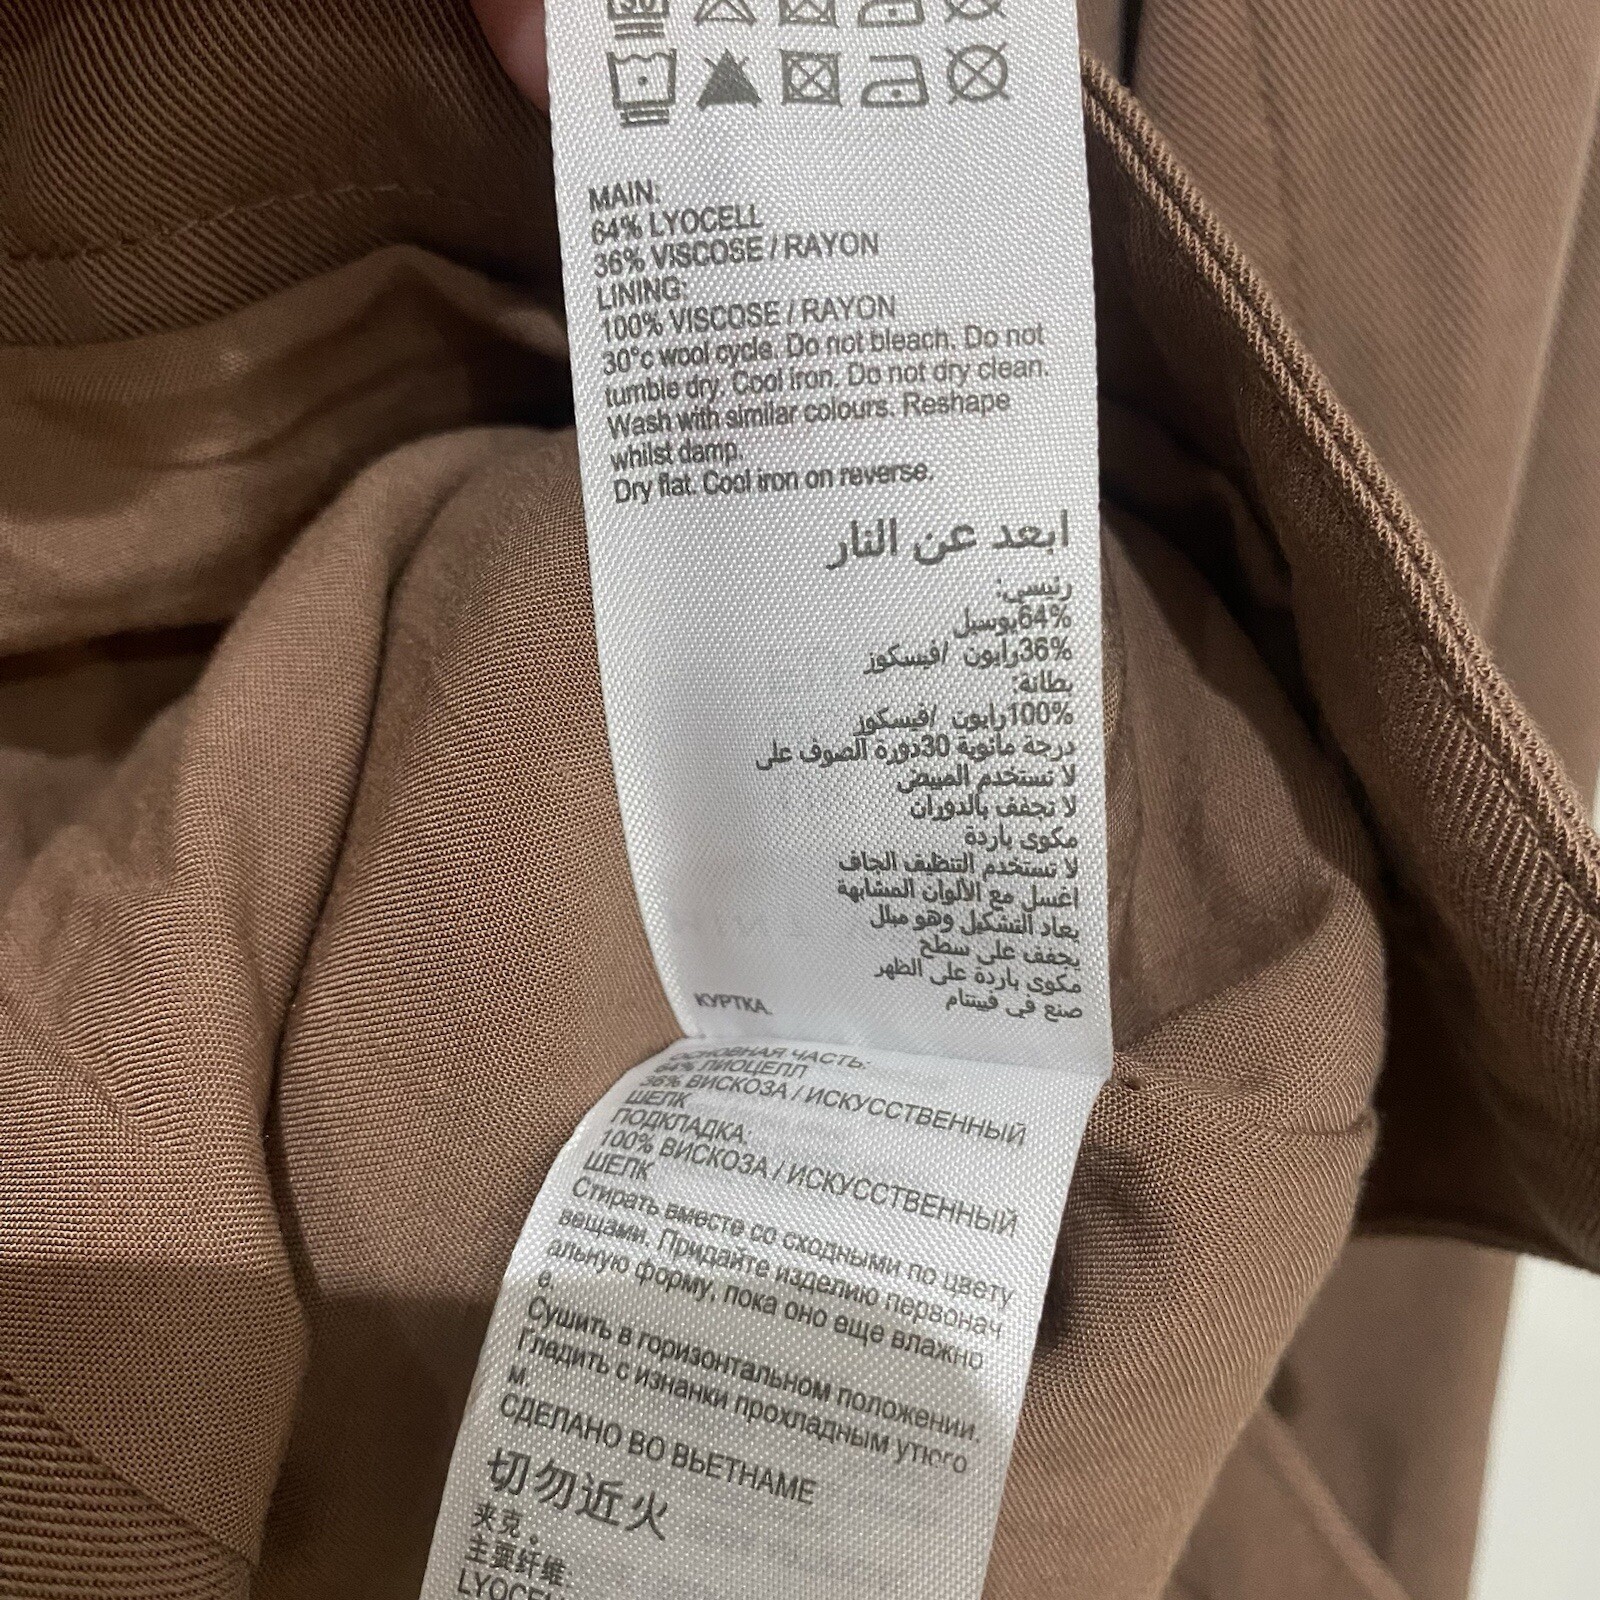 MAIN:
64% LYOCELL
36% VISCOSE / RAYON
LINING:
100% VISCOSE / RAYON
30°c wool cycle. Do not bleach. Do not
tumble dry. Cool iron. Do not dry clean.
Wash with similar colours. Reshape
whilst damp.
Dry flat. Cool iron on reverse.
ابعد عن النار
رئيسي:
64%يوسيل
36%رايون /فيسكوز
بطانة:
100%رايون /فيسكوز
درجة مائوية 30دورة الصوف على
لا تستخدم المبيض
لا تجفف بالدوران
مكوى باردة
لا تستخدم التنظيف الجاف
اغسل مع الألوان المشابهة
يعاد التشكيل وهو مبلل
يجفف على سطح
مكوى باردة على الظهر
صنع في فييتنام
КУРТКА.
ОСНОВНАЯ ЧАСТЬ:
64% ЛИОЦЕЛЛ
36% ВИСКОЗА / ИСКУССТВЕННЫЙ
ШЕЛК
ПОДКЛАДКА:
100% ВИСКОЗА / ИСКУССТВЕННЫЙ
ШЕЛК
Стирать вместе со сходными по цвету
вещами. Придайте изделию первонач
альную форму, пока оно еще влажно
е.
Сушить в горизонтальном положении.
Гладить с изнанки прохладным утюго
м.
СДЕЛАНО ВО ВЬЕТНАМЕ
切勿近火
夹克。
主要纤维:
LYOCELL